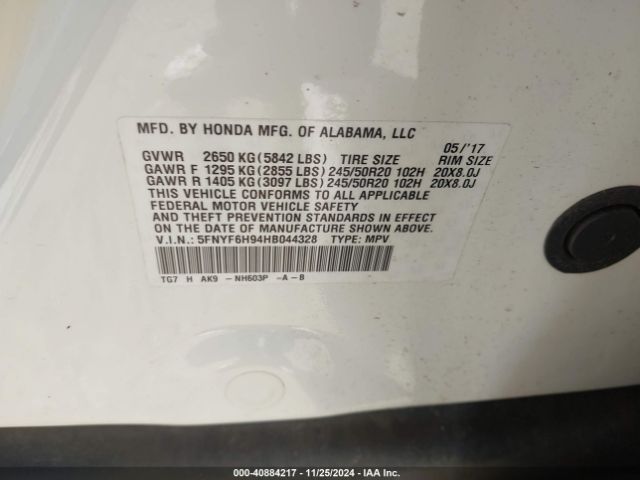 MFD. BY HONDA MFG. OF ALABAMA, LLC
05/'17
GVWR 2650 KG(5842 LBS) TIRE SIZE RIM SIZE
GAWR F 1295 KG(2855 LBS)245/50R20 102H 20X8.0J
GAWR R 1405 KG(3097 LBS)245/50R20 102H 20X8.0J
THIS VEHICLE CONFORMS TO ALL APPLICABLE
FEDERAL MOTOR VEHICLE SAFETY
AND THEFT PREVENTION STANDARDS IN EFFECT
ON THE DATE OF MANUFACTURE SHOWN ABOVE.
V.I.N.: 5FNYF6H94HB044328 TYPE: MPV
TG7 H AK9 -NH603P -A-B
000-40884217 - 11/25/2024 - IAA Inc.